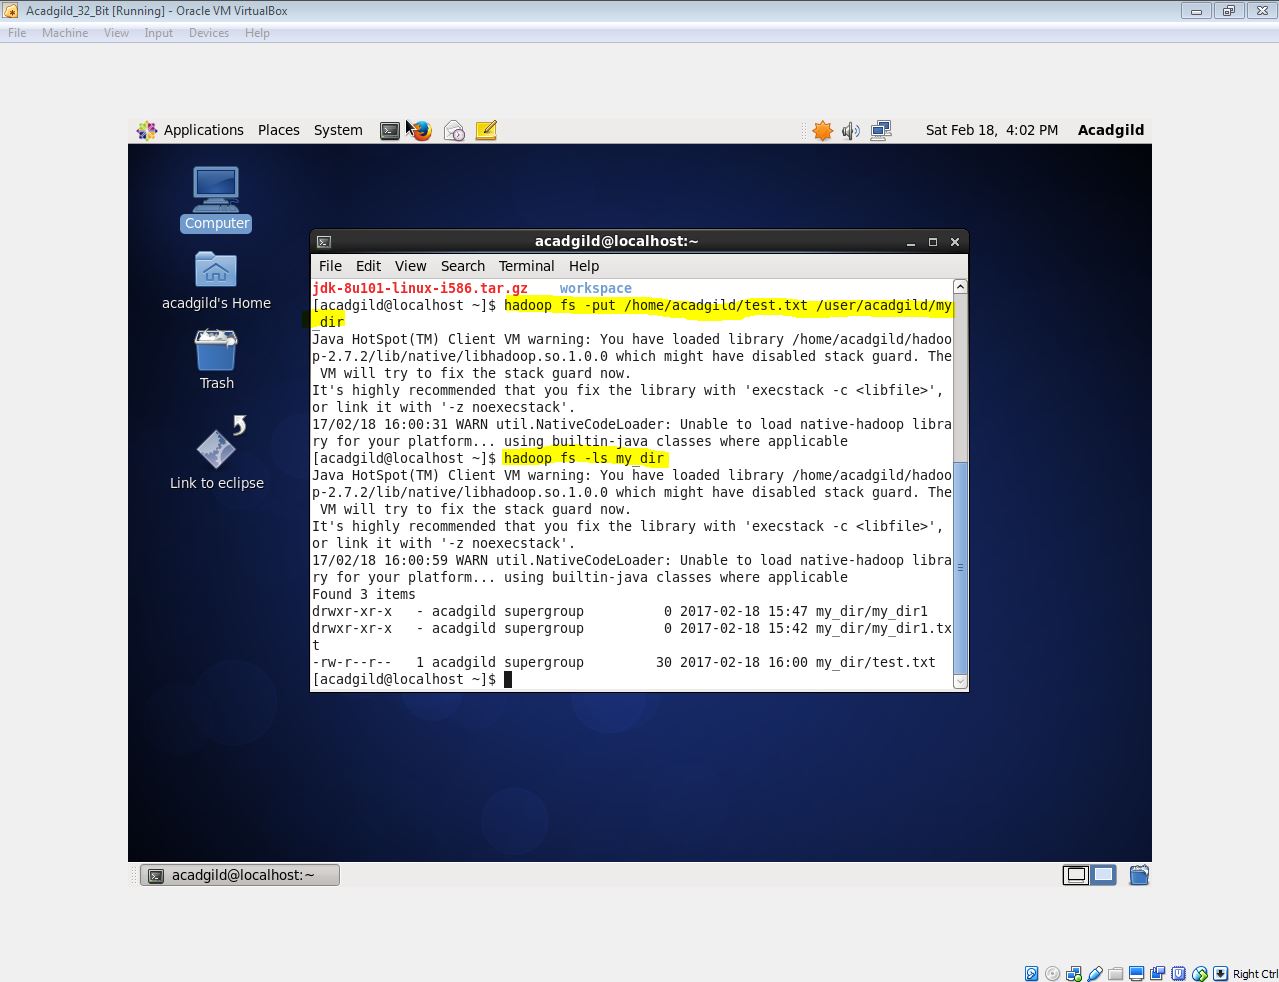 Acadgild_32_Bit [Running] - Oracle VM VirtualBox
File Machine View Input Devices Help
Applications Places System Sat Feb 18, 4:02 PM Acadgild
Computer
acadgild's Home
Trash
Link to eclipse
acadgild@localhost:~
File Edit View Search Terminal Help
jdk-8u101-linux-i586.tar.gz workspace
[acadgild@localhost ~]$ hadoop fs -put /home/acadgild/test.txt /user/acadgild/my
_dir
Java HotSpot(TM) Client VM warning: You have loaded library /home/acadgild/hadoo
p-2.7.2/lib/native/libhadoop.so.1.0.0 which might have disabled stack guard. The
VM will try to fix the stack guard now.
It's highly recommended that you fix the library with 'execstack -c <libfile>',
or link it with '-z noexecstack'.
17/02/18 16:00:31 WARN util.NativeCodeLoader: Unable to load native-hadoop libra
ry for your platform... using builtin-java classes where applicable
[acadgild@localhost ~]$ hadoop fs -ls my_dir
Java HotSpot(TM) Client VM warning: You have loaded library /home/acadgild/hadoo
p-2.7.2/lib/native/libhadoop.so.1.0.0 which might have disabled stack guard. The
VM will try to fix the stack guard now.
It's highly recommended that you fix the library with 'execstack -c <libfile>',
or link it with '-z noexecstack'.
17/02/18 16:00:59 WARN util.NativeCodeLoader: Unable to load native-hadoop libra
ry for your platform... using builtin-java classes where applicable
Found 3 items
drwxr-xr-x - acadgild supergroup 0 2017-02-18 15:47 my_dir/my_dir1
drwxr-xr-x - acadgild supergroup 0 2017-02-18 15:42 my_dir/my_dir1.tx
t
-rw-r--r-- 1 acadgild supergroup 30 2017-02-18 16:00 my_dir/test.txt
[acadgild@localhost ~]$
acadgild@localhost:~
Right Ctrl